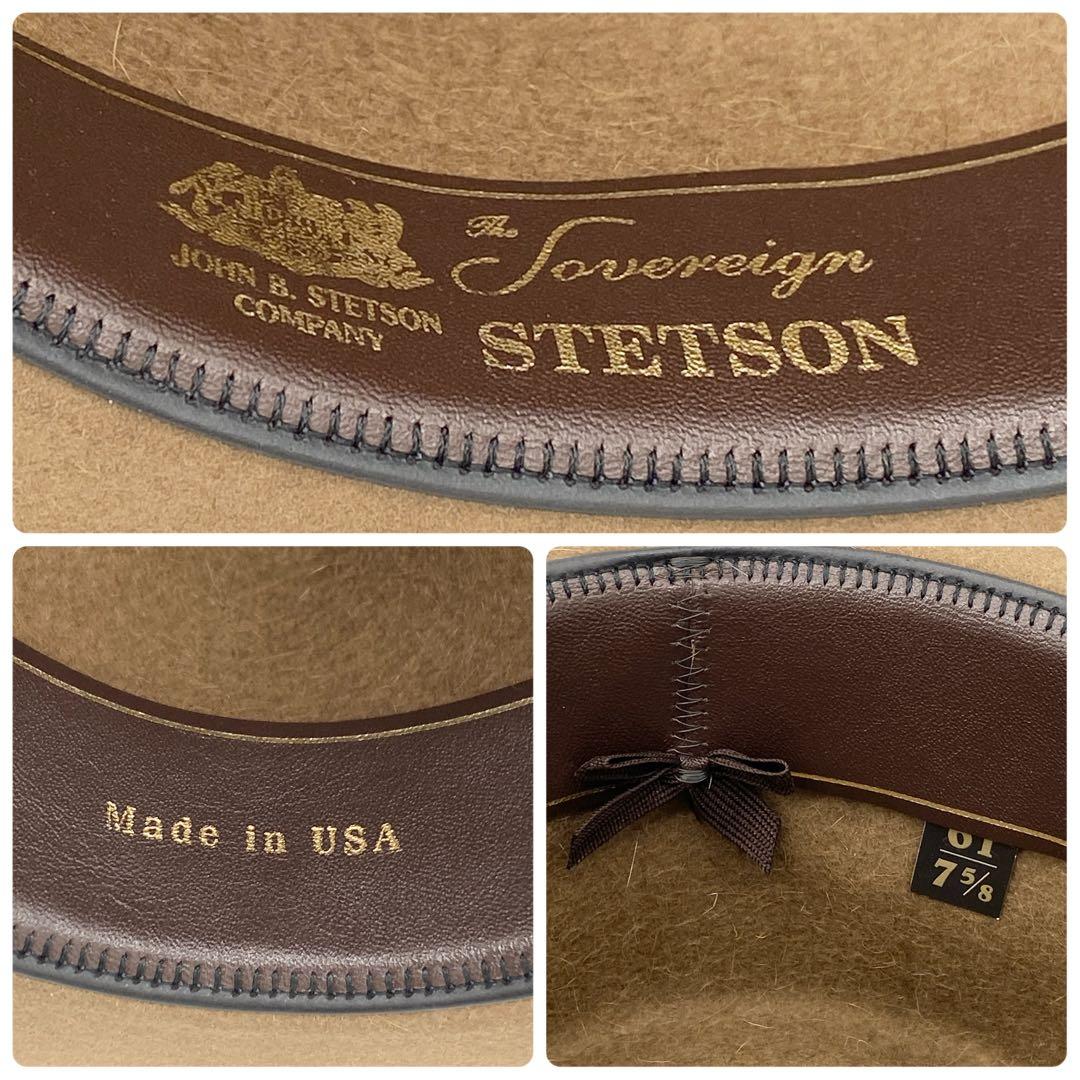 JOHN B. STETSON
COMPANY
The Sovereign
STETSON
Made in USA
61
7 5/8